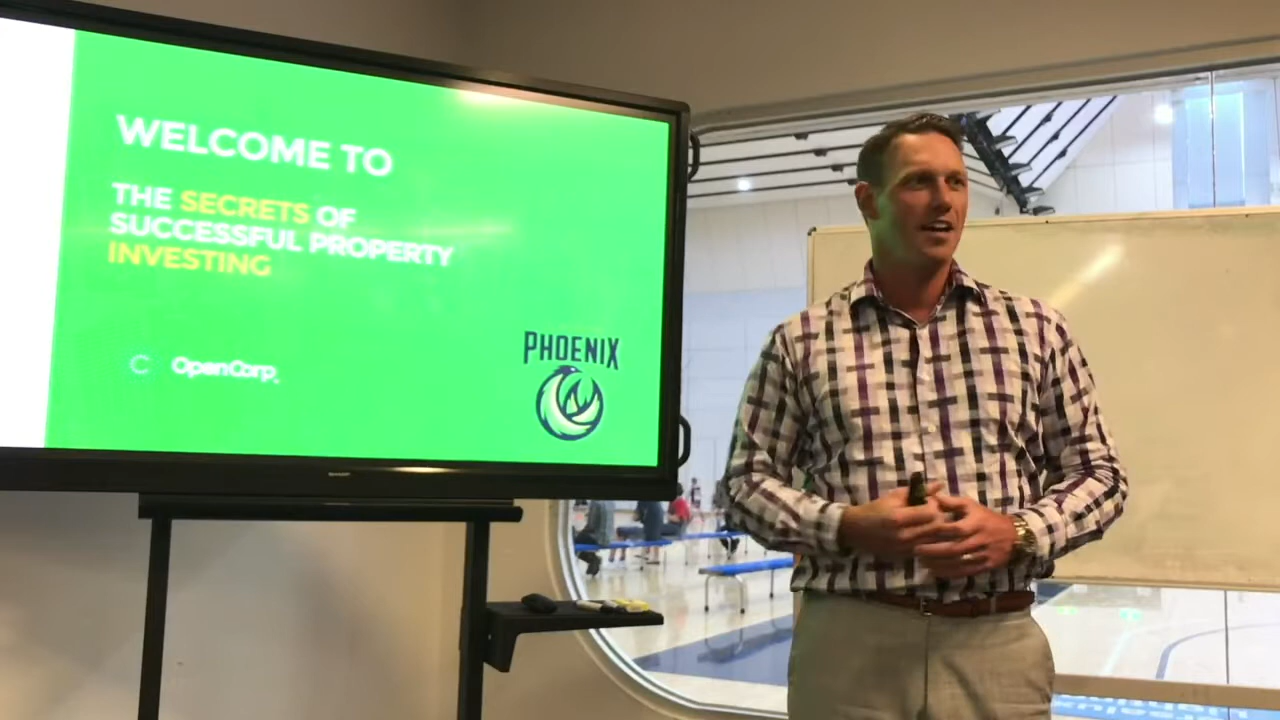 WELCOME TO
THE SECRETS OF
SUCCESSFUL PROPERTY
INVESTING
C OpenCorp.
PHOENIX